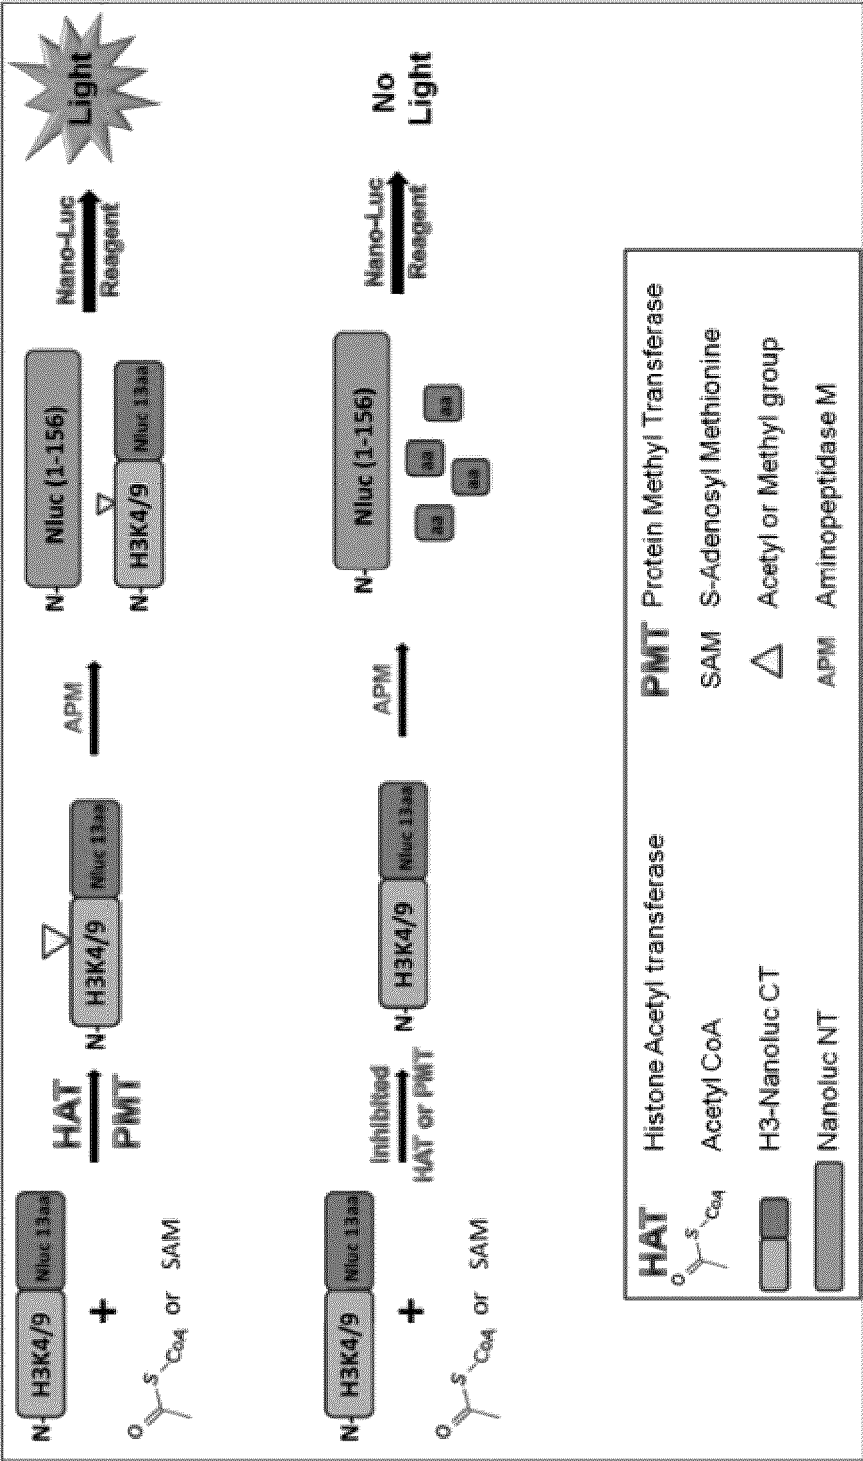 N-
H3K4/9
Nluc 13aa
+
O
S
CoA
or
SAM
HAT
PMT
N-
H3K4/9
Nluc 13aa
APM
N-
Nluc (1-156)
N-
H3K4/9
Nluc 13aa
Nano-Luc
Reagent
Light
N-
H3K4/9
Nluc 13aa
+
O
S
CoA
or
SAM
Inhibited
HAT or PMT
N-
H3K4/9
Nluc 13aa
APM
N-
Nluc (1-156)
aa
aa
aa
aa
Nano-Luc
Reagent
No
Light
HAT Histone Acetyl transferase
O
S
CoA
Acetyl CoA
H3-Nanoluc CT
Nanoluc NT
PMT Protein Methyl Transferase
SAM S-Adenosyl Methionine
Acetyl or Methyl group
APM Aminopeptidase M